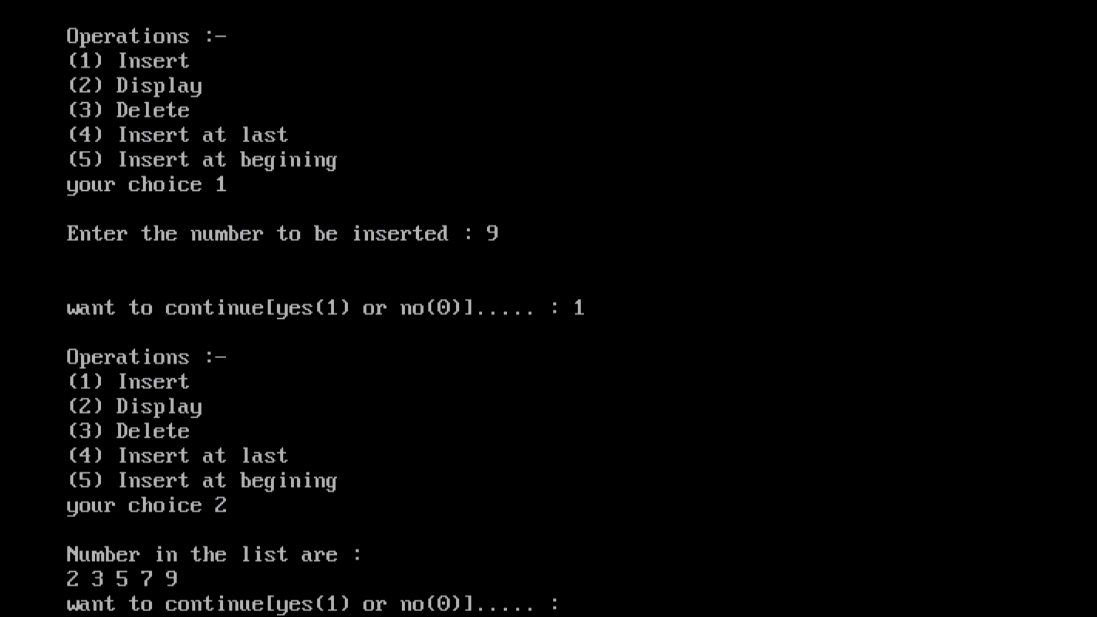 Operations :-
(1) Insert
(2) Display
(3) Delete
(4) Insert at last
(5) Insert at begining
your choice 1
Enter the number to be inserted : 9
want to continue[yes(1) or no(0)]..... : 1
Operations :-
(1) Insert
(2) Display
(3) Delete
(4) Insert at last
(5) Insert at begining
your choice 2
Number in the list are :
2 3 5 7 9
want to continue[yes(1) or no(0)]..... :